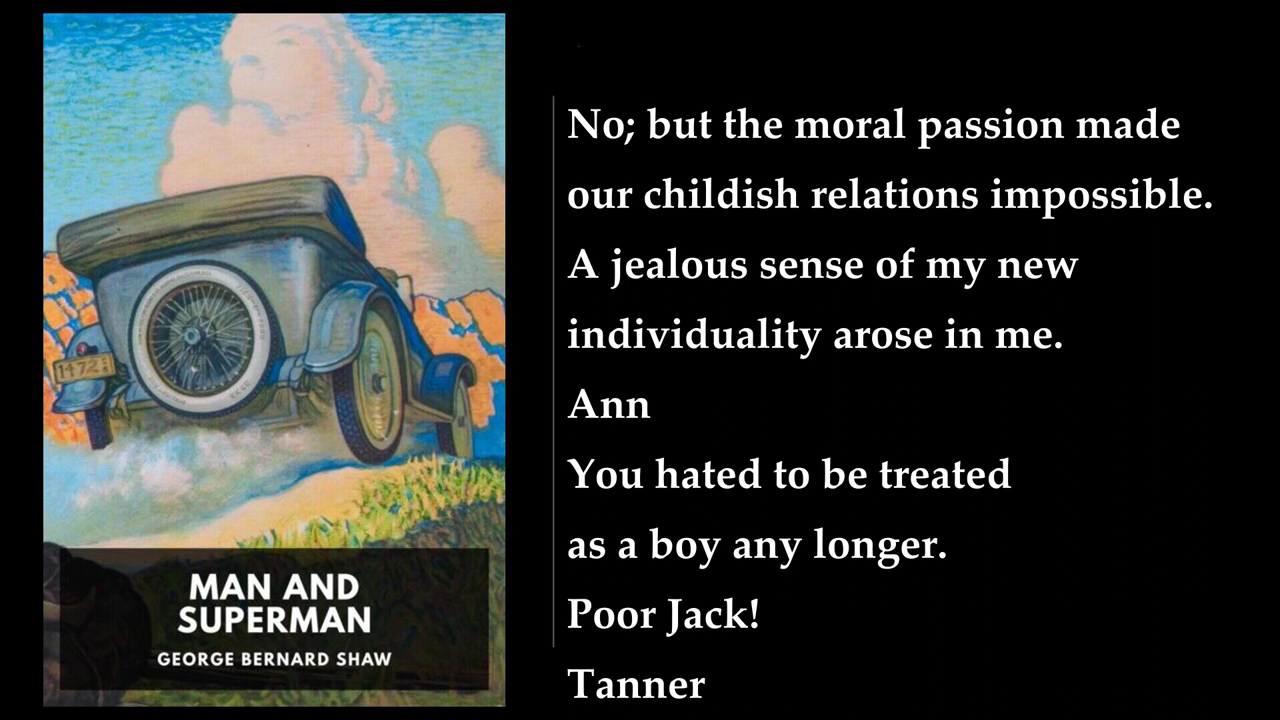 No; but the moral passion made
our childish relations impossible.
A jealous sense of my new
individuality arose in me.
Ann
You hated to be treated
as a boy any longer.
Poor Jack!
Tanner
1472
MAN AND
SUPERMAN
GEORGE BERNARD SHAW